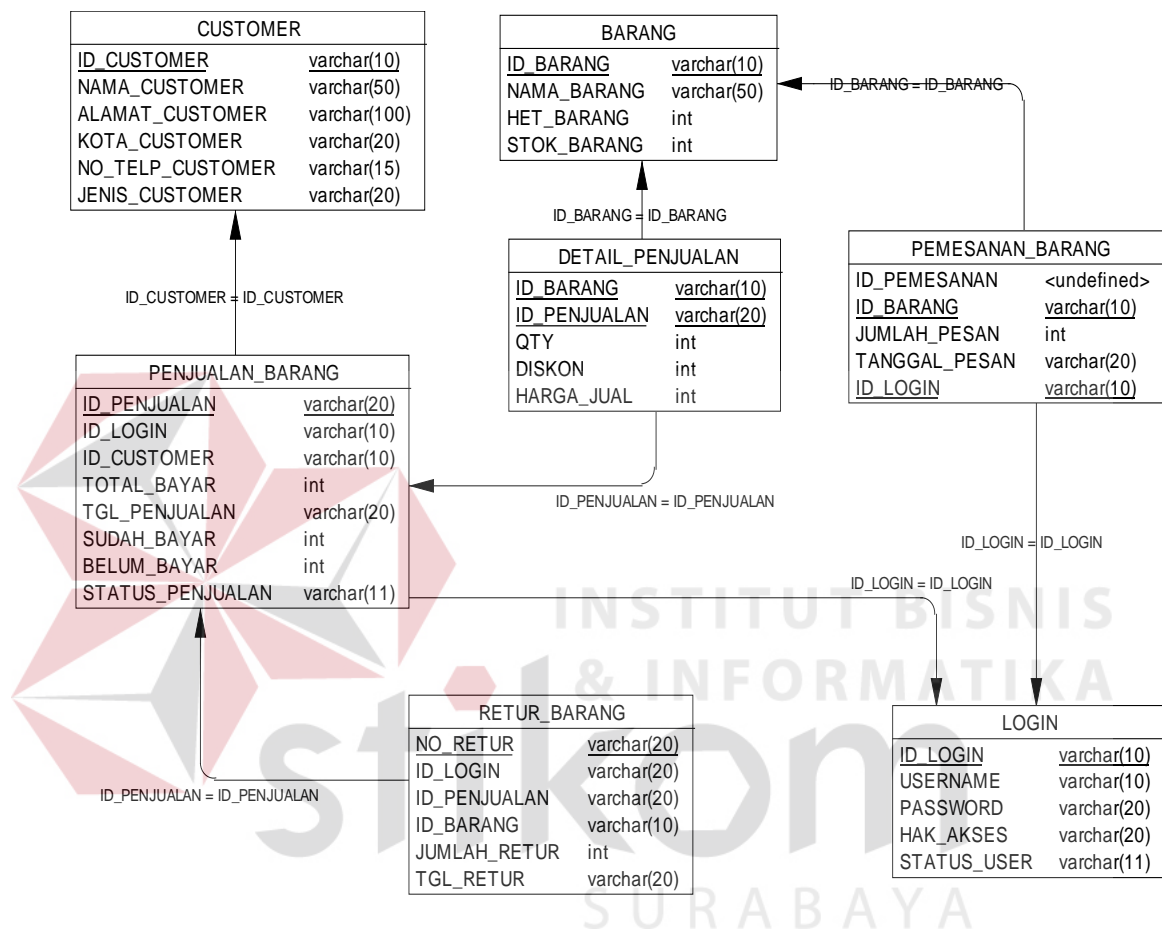 CUSTOMER
ID_CUSTOMER varchar(10)
NAMA_CUSTOMER varchar(50)
ALAMAT_CUSTOMER varchar(100)
KOTA_CUSTOMER varchar(20)
NO_TELP_CUSTOMER varchar(15)
JENIS_CUSTOMER varchar(20)
BARANG
ID_BARANG varchar(10)
NAMA_BARANG varchar(50)
HET_BARANG int
STOK_BARANG int
ID_BARANG = ID_BARANG
ID_BARANG = ID_BARANG
ID_CUSTOMER = ID_CUSTOMER
DETAIL_PENJUALAN
ID_BARANG varchar(10)
ID_PENJUALAN varchar(20)
QTY int
DISKON int
HARGA_JUAL int
PEMESANAN_BARANG
ID_PEMESANAN <undefined>
ID_BARANG varchar(10)
JUMLAH_PESAN int
TANGGAL_PESAN varchar(20)
ID_LOGIN varchar(10)
PENJUALAN_BARANG
ID_PENJUALAN varchar(20)
ID_LOGIN varchar(10)
ID_CUSTOMER varchar(10)
TOTAL_BAYAR int
TGL_PENJUALAN varchar(20)
SUDAH_BAYAR int
BELUM_BAYAR int
STATUS_PENJUALAN varchar(11)
ID_PENJUALAN = ID_PENJUALAN
ID_LOGIN = ID_LOGIN
ID_LOGIN = ID_LOGIN
INSTITUT BISNIS
& INFORMATIKA
stikom
SURABAYA
RETUR_BARANG
NO_RETUR varchar(20)
ID_LOGIN varchar(20)
ID_PENJUALAN varchar(20)
ID_BARANG varchar(10)
JUMLAH_RETUR int
TGL_RETUR varchar(20)
ID_PENJUALAN = ID_PENJUALAN
LOGIN
ID_LOGIN varchar(10)
USERNAME varchar(10)
PASSWORD varchar(20)
HAK_AKSES varchar(20)
STATUS_USER varchar(11)